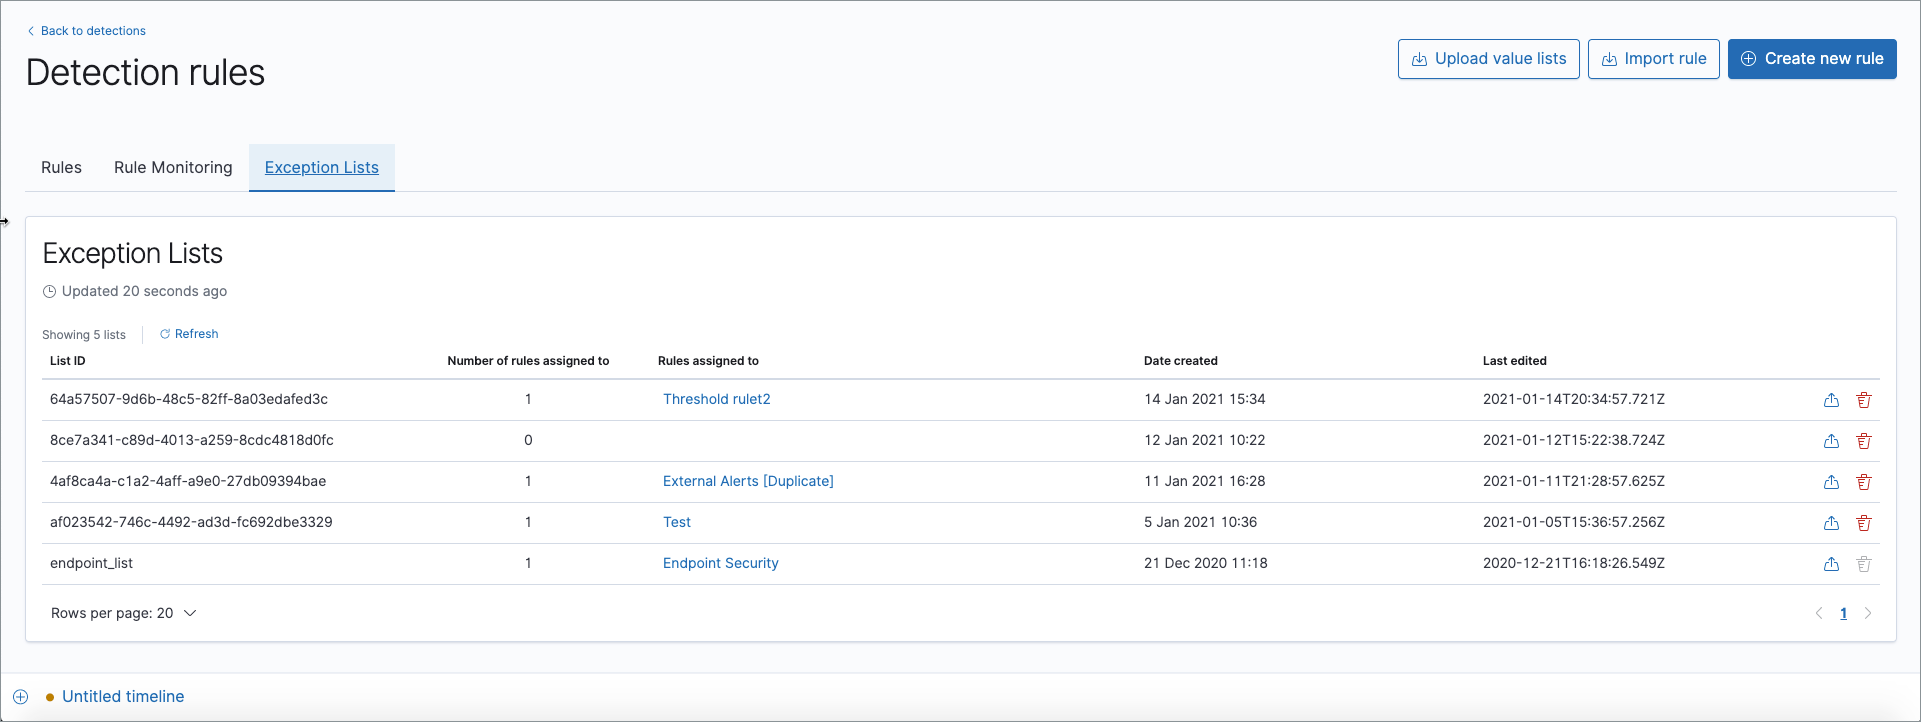 Back to detections
Detection rules
Upload value lists
Import rule
Create new rule
Rules
Rule Monitoring
Exception Lists
Exception Lists
Updated 20 seconds ago
Showing 5 lists
Refresh
List ID Number of rules assigned to Rules assigned to Date created Last edited
64a57507-9d6b-48c5-82ff-8a03edafed3c 1 Threshold rulet2 14 Jan 2021 15:34 2021-01-14T20:34:57.721Z
8ce7a341-c89d-4013-a259-8cdc4818d0fc 0 12 Jan 2021 10:22 2021-01-12T15:22:38.724Z
4af8ca4a-c1a2-4aff-a9e0-27db09394bae 1 External Alerts [Duplicate] 11 Jan 2021 16:28 2021-01-11T21:28:57.625Z
af023542-746c-4492-ad3d-fc692dbe3329 1 Test 5 Jan 2021 10:36 2021-01-05T15:36:57.256Z
endpoint_list 1 Endpoint Security 21 Dec 2020 11:18 2020-12-21T16:18:26.549Z
Rows per page: 20
1
Untitled timeline